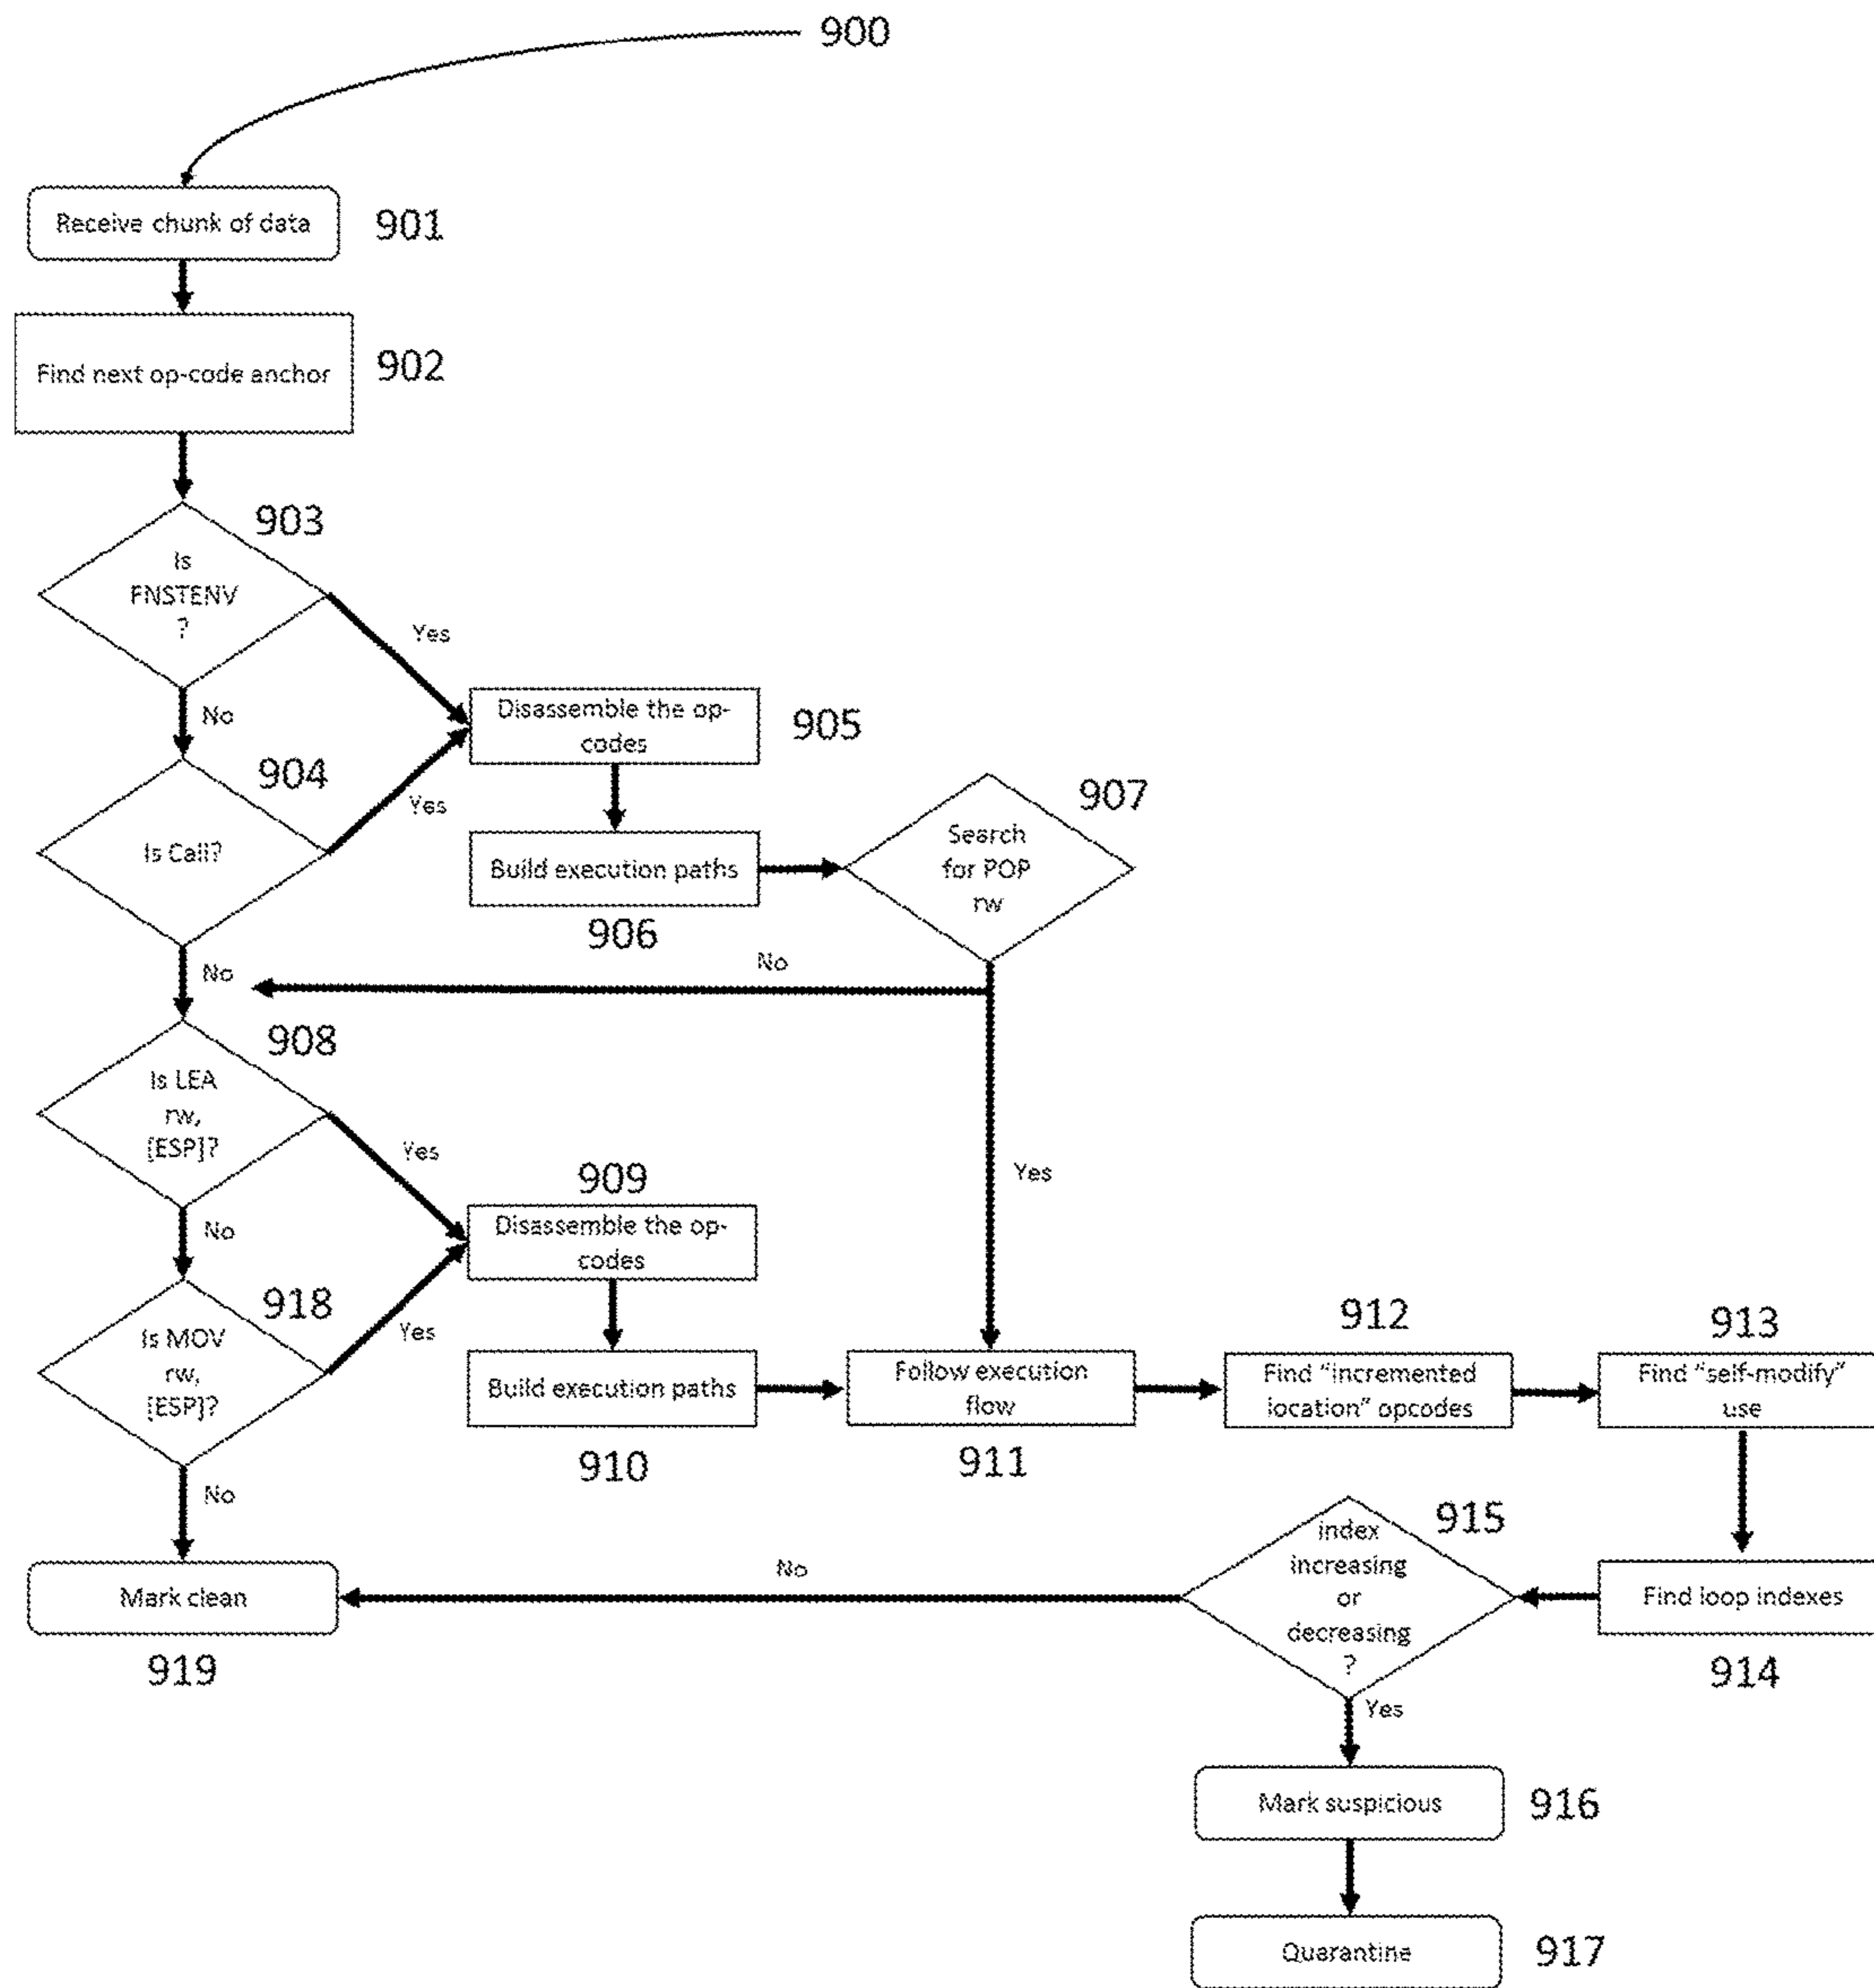 900
Receive chunk of data
901
Find next op-code anchor
902
903
Is
FNSTENV
?
Yes
No
Disassemble the op-
codes
905
904
Is Call?
Yes
907
Search
for POP
rw
Build execution paths
906
No
No
908
Is LEA
rw,
[ESP]?
Yes
Yes
No
909
Disassemble the op-
codes
918
Is MOV
rw,
[ESP]?
Yes
Build execution paths
910
Follow execution
flow
911
912
Find "incremented
location" opcodes
913
Find "self-modify"
use
No
915
index
increasing
or
decreasing
?
No
Mark clean
919
Find loop indexes
914
Yes
Mark suspicious
916
Quarantine
917